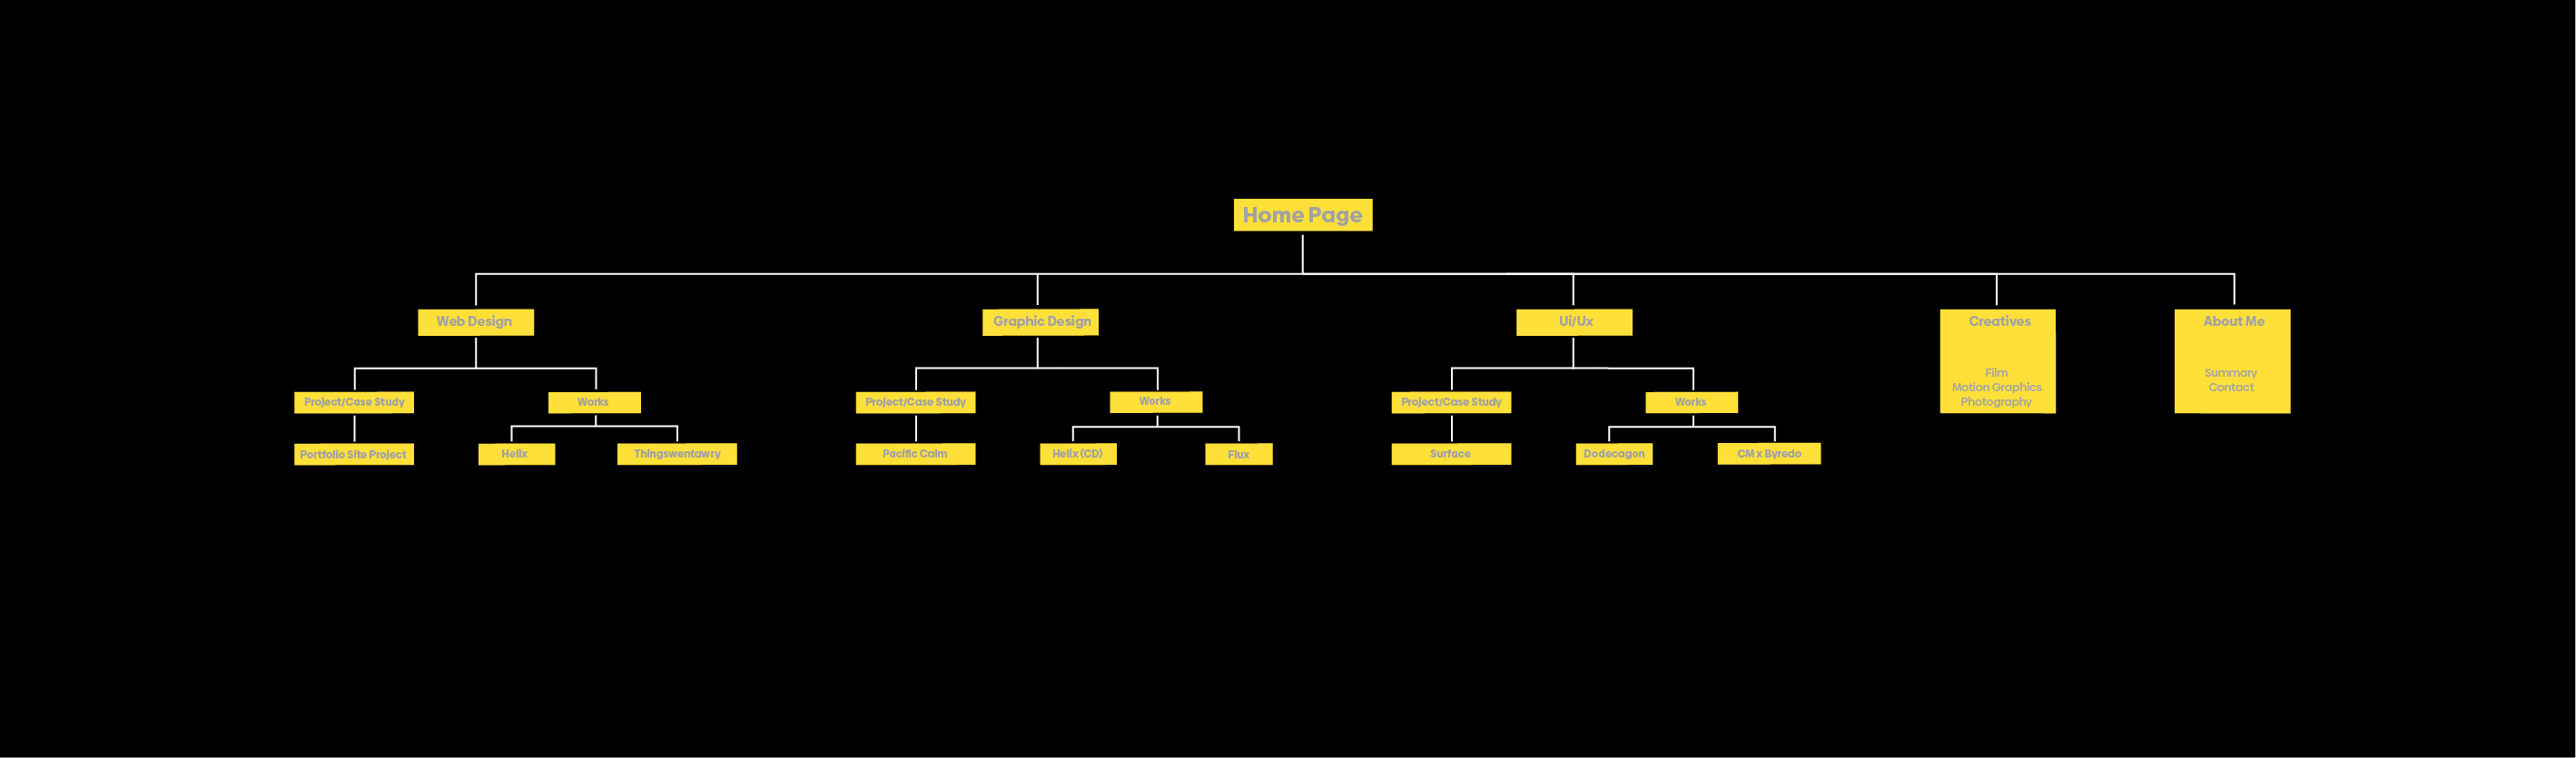 Home Page
Web Design
Graphic Design
Ui/Ux
Creatives
About Me
Film
Motion Graphics
Photography
Summary
Contact
Project/Case Study
Works
Project/Case Study
Works
Project/Case Study
Works
Portfolio Site Project
Helix
Thingswentawry
Pacific Calm
Helix (CD)
Flux
Surface
Dodecagon
CM x Byredo